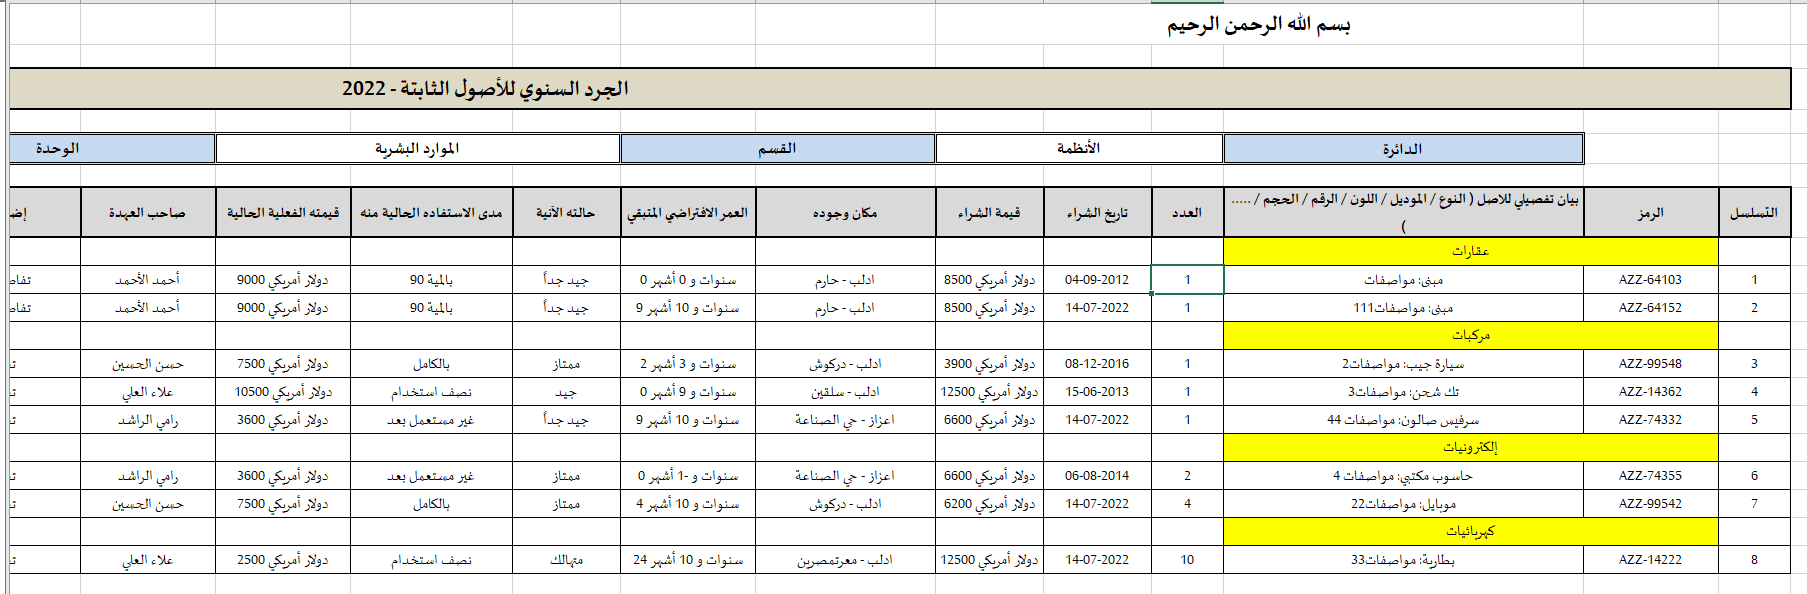 بسم الله الرحمن الرحيم
الجرد السنوي للأصول الثابتة - 2022
الدائرة الأنظمة القسم الموارد البشرية الوحدة
التسلسل الرمز بيان تفصيلي للاصل ( النوع / الموديل / اللون / الرقم / الحجم / ..... ) العدد تاريخ الشراء قيمة الشراء مكان وجوده العمر الافتراضي المتبقي حالته الآنية مدى الاستفاده الحالية منه قيمته الفعلية الحالية صاحب العهدة
عقارات
1 AZZ-64103 مبنى: مواصفات 1 04-09-2012 8500 دولار أمريكي ادلب - حارم 0 سنوات و 0 أشهر جيد جداً 90 بالمية 9000 دولار أمريكي أحمد الأحمد
2 AZZ-64152 مبنى: مواصفات111 1 14-07-2022 8500 دولار أمريكي ادلب - حارم 9 سنوات و 10 أشهر جيد جداً 90 بالمية 9000 دولار أمريكي أحمد الأحمد
مركبات
3 AZZ-99548 سيارة جيب: مواصفات2 1 08-12-2016 3900 دولار أمريكي ادلب - دركوش 2 سنوات و 3 أشهر ممتاز بالكامل 7500 دولار أمريكي حسن الحسين
4 AZZ-14362 تك شحن: مواصفات3 1 15-06-2013 12500 دولار أمريكي ادلب - سلقين 0 سنوات و 9 أشهر جيد نصف استخدام 10500 دولار أمريكي علاء العلي
5 AZZ-74332 سرفيس صالون: مواصفات 44 1 14-07-2022 6600 دولار أمريكي اعزاز - حي الصناعة 9 سنوات و 10 أشهر جيد جداً غير مستعمل بعد 3600 دولار أمريكي رامي الراشد
إلكترونيات
6 AZZ-74355 حاسوب مكتبي: مواصفات 4 2 06-08-2014 6600 دولار أمريكي اعزاز - حي الصناعة 0 سنوات و -1 أشهر ممتاز غير مستعمل بعد 3600 دولار أمريكي رامي الراشد
7 AZZ-99542 موبايل: مواصفات22 4 14-07-2022 6200 دولار أمريكي ادلب - دركوش 4 سنوات و 10 أشهر ممتاز بالكامل 7500 دولار أمريكي حسن الحسين
كهربائيات
8 AZZ-14222 بطارية: مواصفات33 10 14-07-2022 12500 دولار أمريكي ادلب - معرتمصرين 24 سنوات و 10 أشهر متهالك نصف استخدام 2500 دولار أمريكي علاء العلي